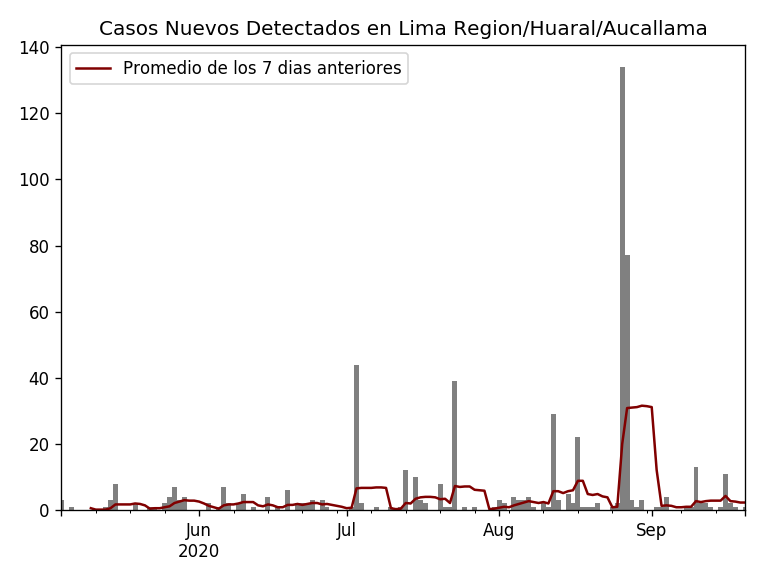 Casos Nuevos Detectados en Lima Region/Huaral/Aucallama
Promedio de los 7 dias anteriores
140
120
100
80
60
40
20
0
Jun
2020
Jul
Aug
Sep